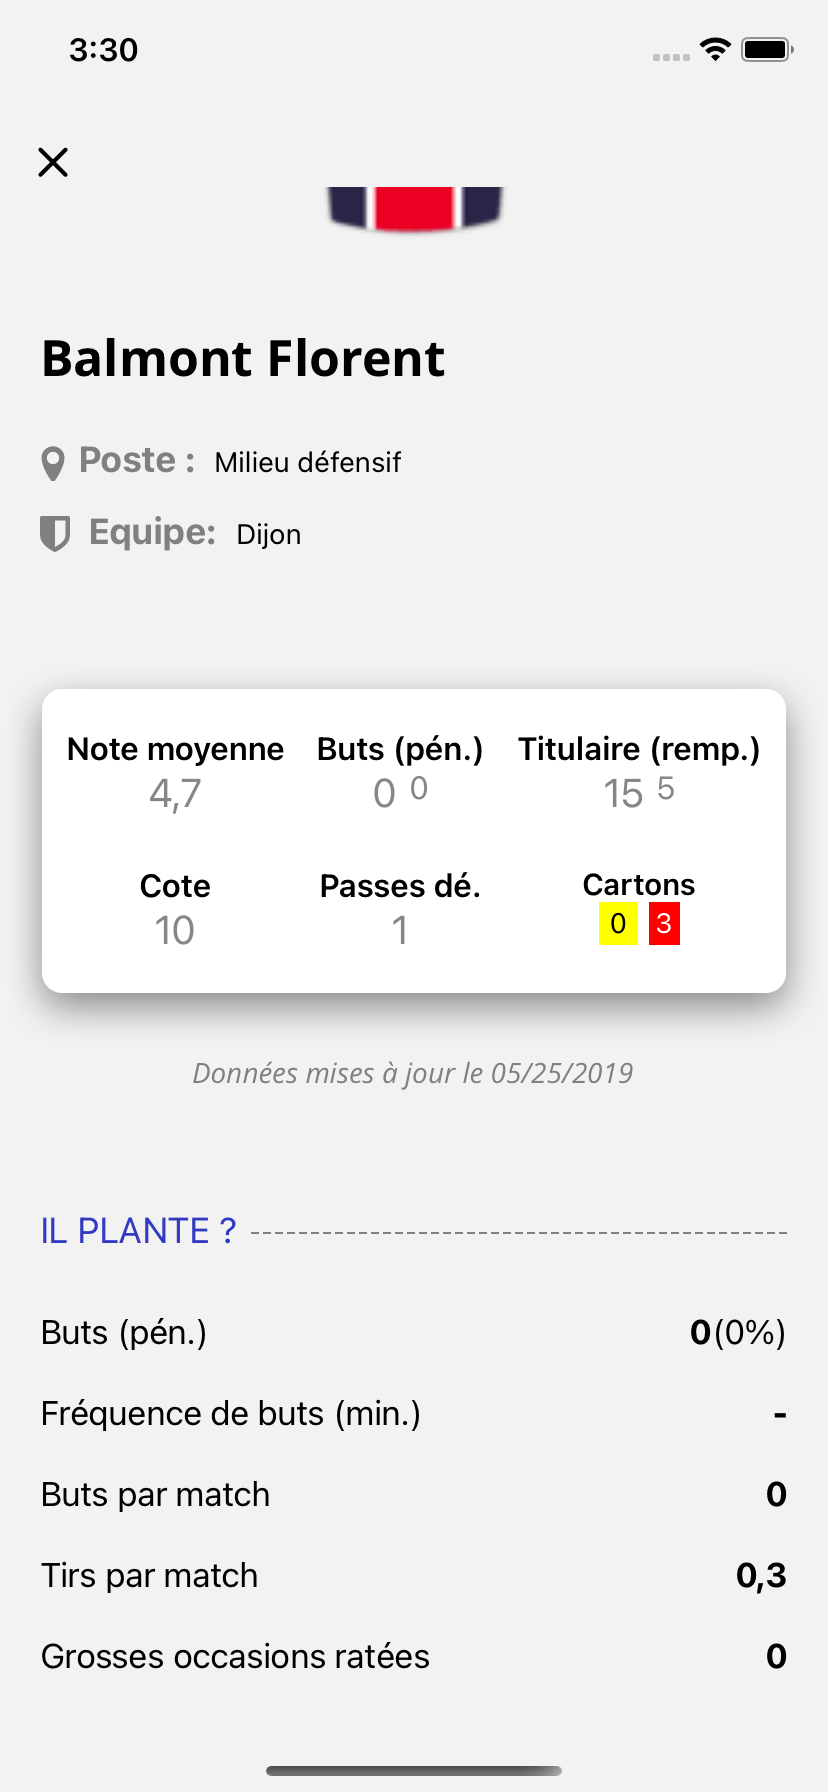 3:30
Balmont Florent
Poste : Milieu défensif
Equipe: Dijon
Note moyenne Buts (pén.) Titulaire (remp.)
4,7 0 0 15 5
Cote Passes dé. Cartons
10 1 0 3
Données mises à jour le 05/25/2019
IL PLANTE ?
Buts (pén.) 0(0%)
Fréquence de buts (min.) -
Buts par match 0
Tirs par match 0,3
Grosses occasions ratées 0